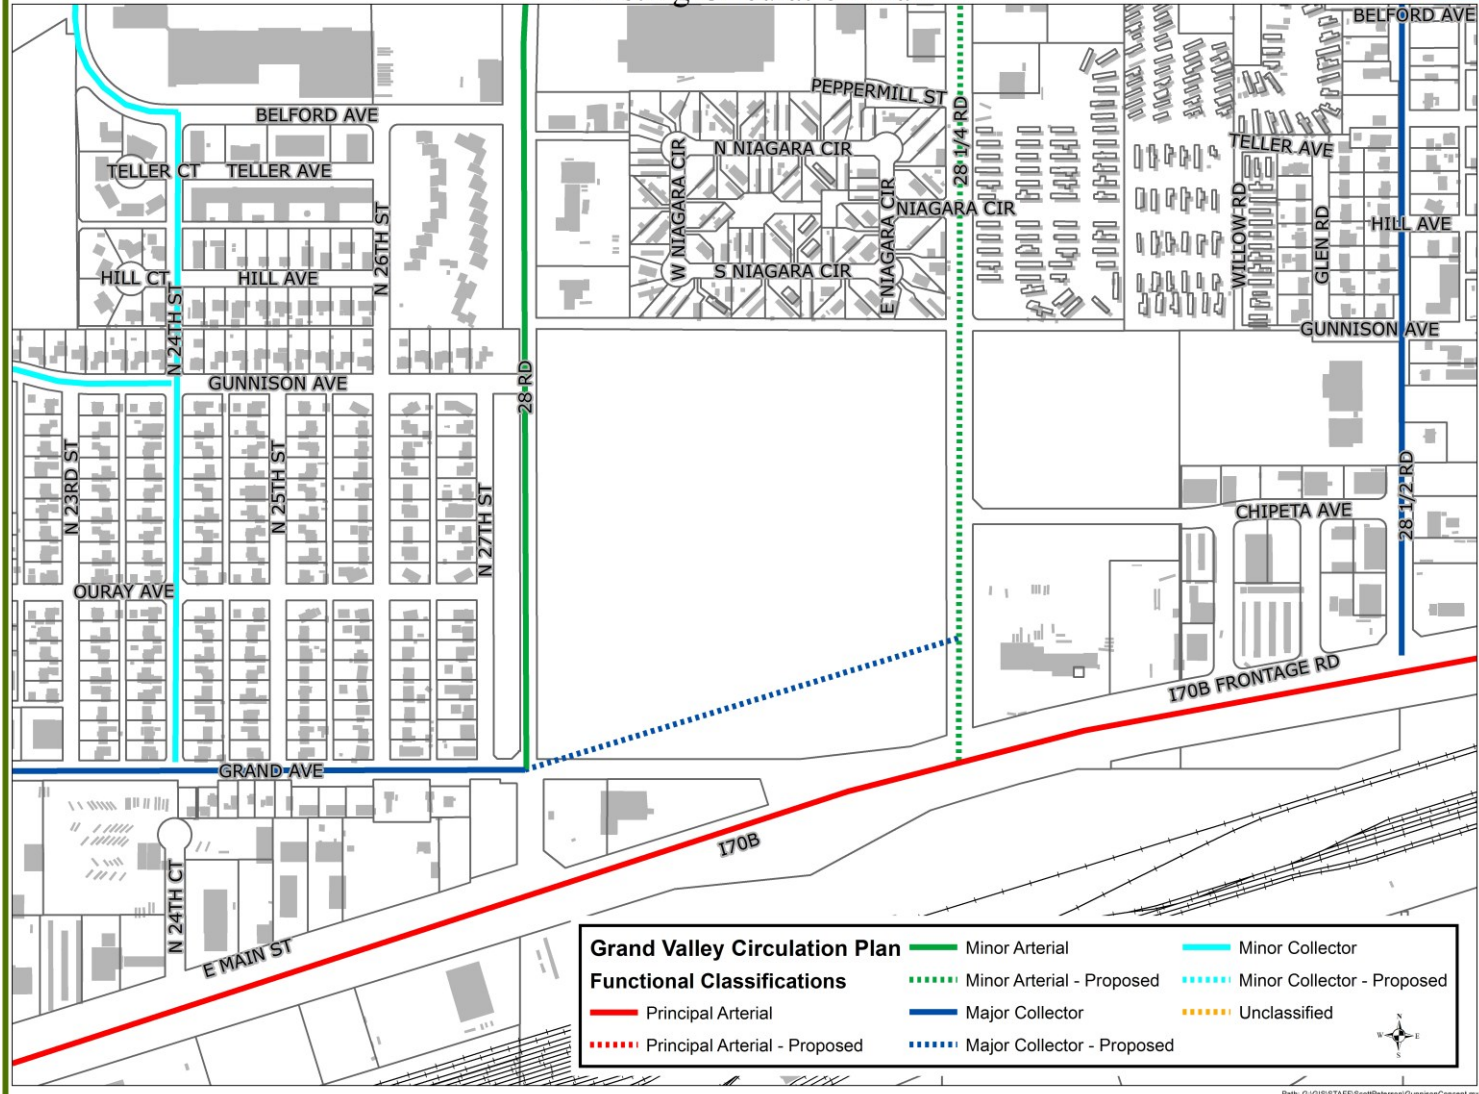 BELFORD AVE
PEPPERMILL ST
BELFORD AVE
28 1/4 RD
N NIAGARA CIR
TELLER AVE
TELLER CT
TELLER AVE
W NIAGARA CIR
E NIAGARA CIR
NIAGARA CIR
WILLOW RD
GLEN RD
HILL AVE
N 26TH ST
HILL CT
HILL AVE
S NIAGARA CIR
N 24TH ST
GUNNISON AVE
GUNNISON AVE
28 RD
N 23RD ST
N 25TH ST
N 27TH ST
28 1/2 RD
CHIPETA AVE
OURAY AVE
I70B FRONTAGE RD
GRAND AVE
I70B
N 24TH CT
E MAIN ST
Grand Valley Circulation Plan
Functional Classifications
Principal Arterial
Principal Arterial - Proposed
Minor Arterial
Minor Arterial - Proposed
Major Collector
Major Collector - Proposed
Minor Collector
Minor Collector - Proposed
Unclassified
N
W
E
S